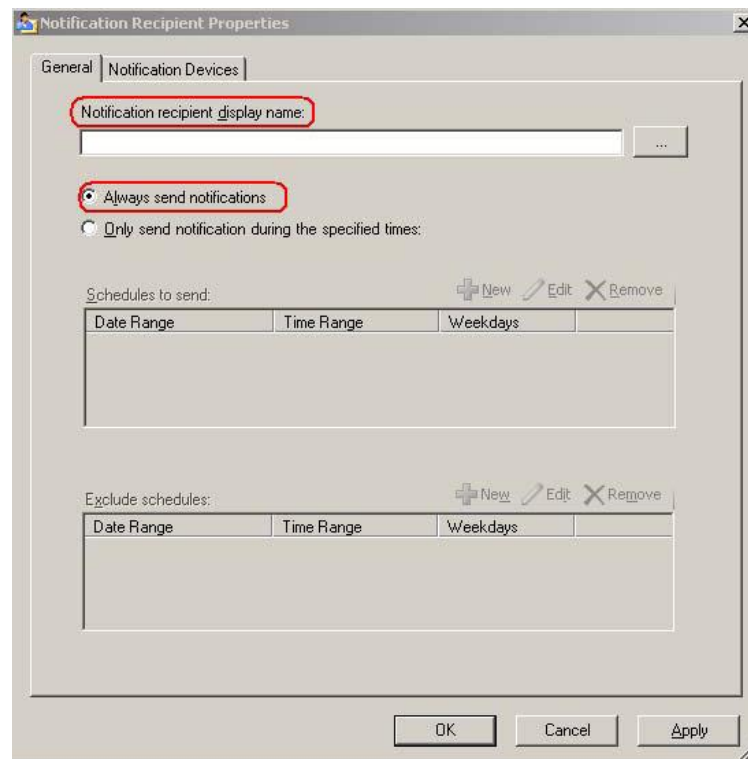 Notification Recipient Properties
General Notification Devices
Notification recipient display name:
...
Always send notifications
Only send notification during the specified times:
Schedules to send: New Edit Remove
Date Range Time Range Weekdays
Exclude schedules: New Edit Remove
Date Range Time Range Weekdays
OK Cancel Apply